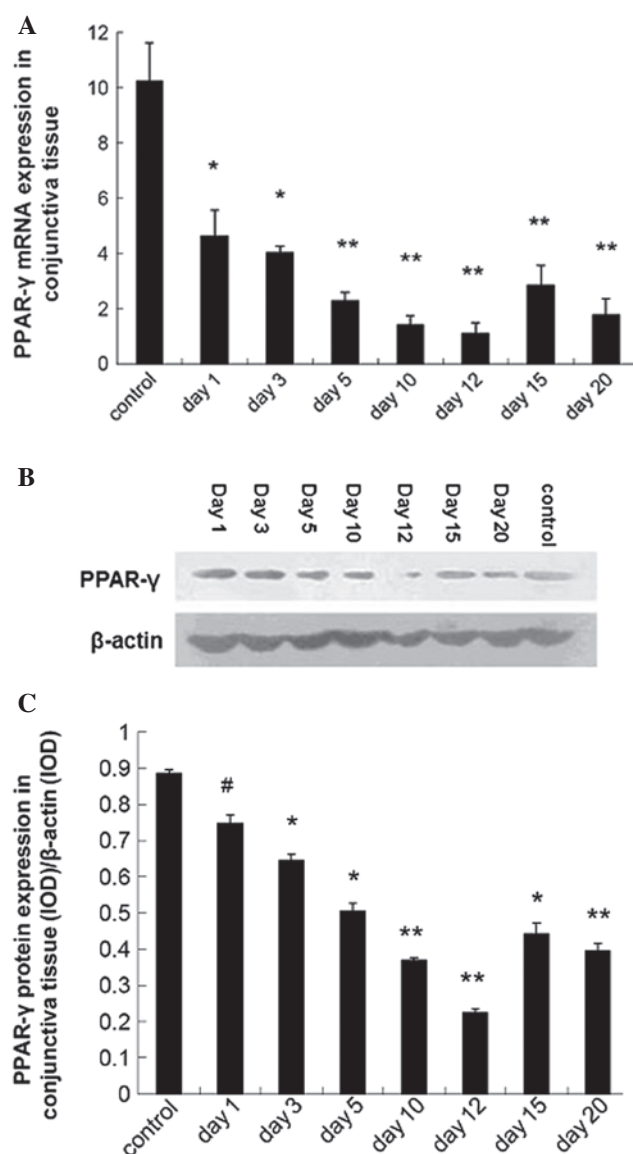 A
PPAR-γ mRNA expression in
conjunctiva tissue
12
10
8
6
4
2
0
* * ** ** ** ** **
control day 1 day 3 day 5 day 10 day 12 day 15 day 20
B
Day 1 Day 3 Day 5 Day 10 Day 12 Day 15 Day 20 control
PPAR-γ
β-actin
C
PPAR-γ protein expression in
conjunctiva tissue (IOD)/β-actin (IOD)
1
0.9
0.8
0.7
0.6
0.5
0.4
0.3
0.2
0.1
0
# * * ** ** * **
control day 1 day 3 day 5 day 10 day 12 day 15 day 20